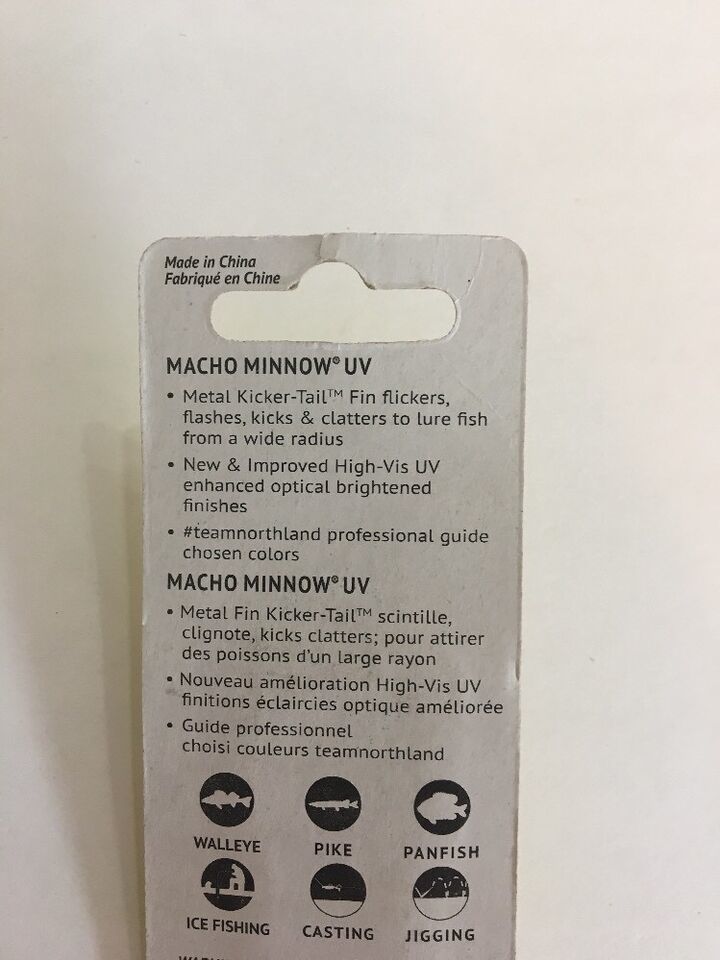 Made in China
Fabriqué en Chine
MACHO MINNOW® UV
• Metal Kicker-Tail™ Fin flickers,
flashes, kicks & clatters to lure fish
from a wide radius
• New & Improved High-Vis UV
enhanced optical brightened
finishes
• #teamnorthland professional guide
chosen colors
MACHO MINNOW® UV
• Metal Fin Kicker-Tail™ scintille,
clignote, kicks clatters; pour attirer
des poissons d'un large rayon
• Nouveau amélioration High-Vis UV
finitions éclaircies optique améliorée
• Guide professionnel
choisi couleurs teamnorthland
WALLEYE PIKE PANFISH
ICE FISHING CASTING JIGGING